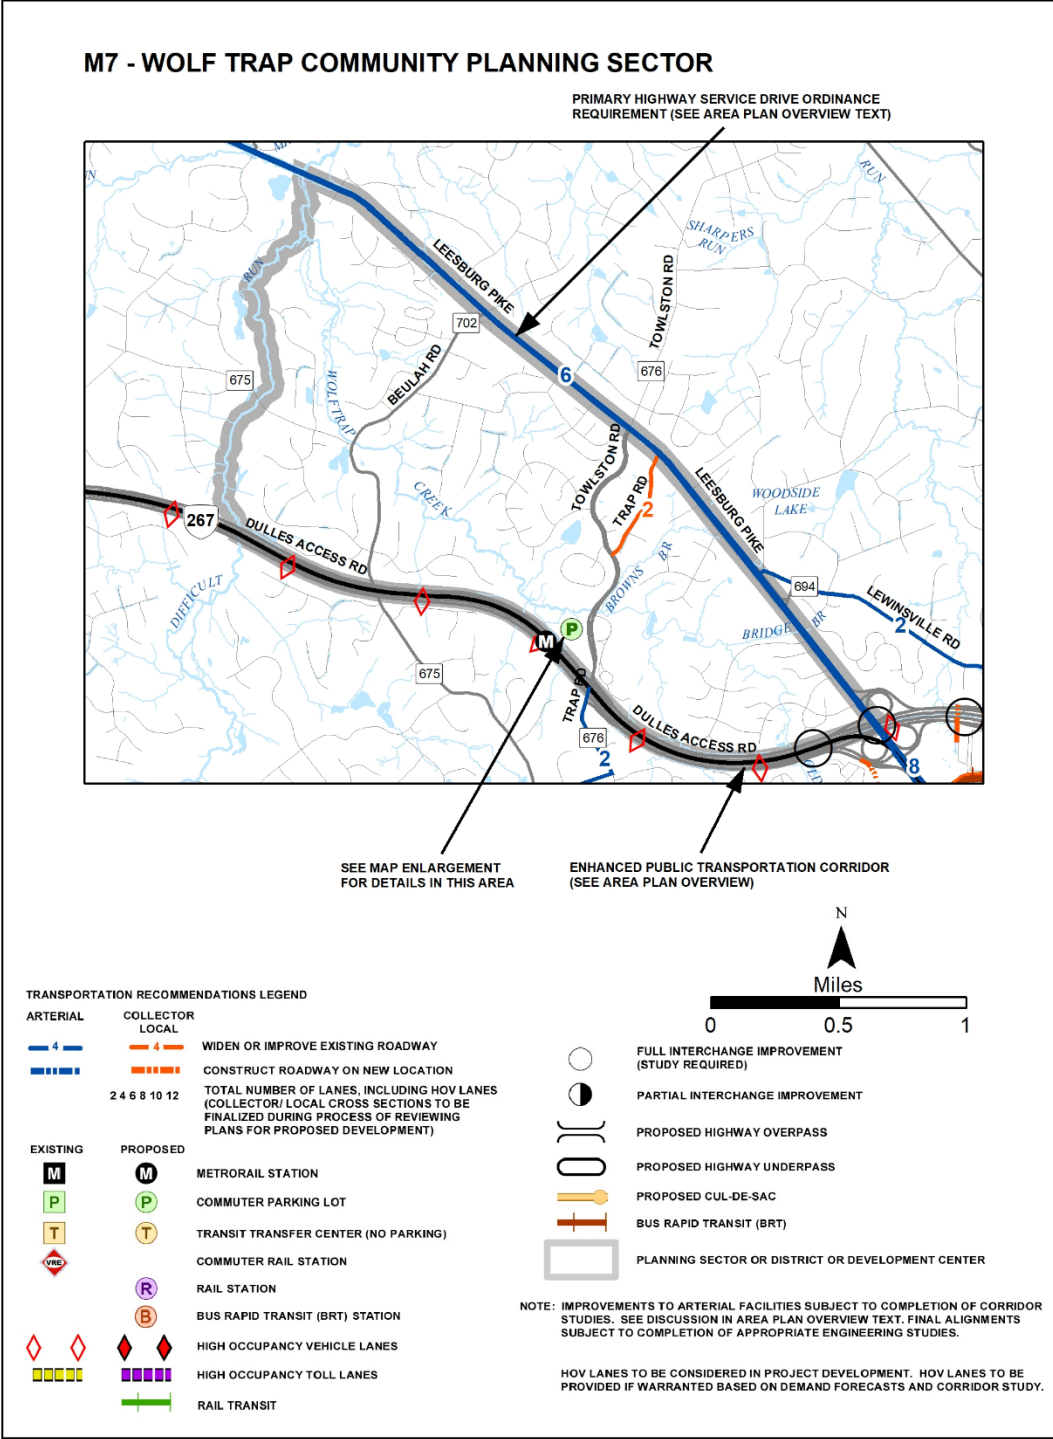 M7 - WOLF TRAP COMMUNITY PLANNING SECTOR
PRIMARY HIGHWAY SERVICE DRIVE ORDINANCE
REQUIREMENT (SEE AREA PLAN OVERVIEW TEXT)
RUN
SHARPERS
RUN
LEESBURG PIKE
TOWLSTON RD
RUN
702
675
WOLFTRAP
BEULAH RD
6
676
CREEK
TOWLSTON RD
TRAP RD
2
LEESBURG PIKE
WOODSIDE
LAKE
267
DULLES ACCESS RD
DIFFICULT
BROWNS BR
694
LEWINSVILLE RD
2
BRIDGE BR
P
M
675
TRAP RD
676
2
DULLES ACCESS RD
OLD
8
SEE MAP ENLARGEMENT
FOR DETAILS IN THIS AREA
ENHANCED PUBLIC TRANSPORTATION CORRIDOR
(SEE AREA PLAN OVERVIEW)
N
Miles
0 0.5 1
TRANSPORTATION RECOMMENDATIONS LEGEND
ARTERIAL COLLECTOR
LOCAL
4 4 WIDEN OR IMPROVE EXISTING ROADWAY
CONSTRUCT ROADWAY ON NEW LOCATION
2 4 6 8 10 12 TOTAL NUMBER OF LANES, INCLUDING HOV LANES
(COLLECTOR/ LOCAL CROSS SECTIONS TO BE
FINALIZED DURING PROCESS OF REVIEWING
PLANS FOR PROPOSED DEVELOPMENT)
EXISTING PROPOSED
M M METRORAIL STATION
P P COMMUTER PARKING LOT
T T TRANSIT TRANSFER CENTER (NO PARKING)
VRE COMMUTER RAIL STATION
R RAIL STATION
B BUS RAPID TRANSIT (BRT) STATION
HIGH OCCUPANCY VEHICLE LANES
HIGH OCCUPANCY TOLL LANES
RAIL TRANSIT
FULL INTERCHANGE IMPROVEMENT
(STUDY REQUIRED)
PARTIAL INTERCHANGE IMPROVEMENT
PROPOSED HIGHWAY OVERPASS
PROPOSED HIGHWAY UNDERPASS
PROPOSED CUL-DE-SAC
BUS RAPID TRANSIT (BRT)
PLANNING SECTOR OR DISTRICT OR DEVELOPMENT CENTER
NOTE: IMPROVEMENTS TO ARTERIAL FACILITIES SUBJECT TO COMPLETION OF CORRIDOR
STUDIES. SEE DISCUSSION IN AREA PLAN OVERVIEW TEXT. FINAL ALIGNMENTS
SUBJECT TO COMPLETION OF APPROPRIATE ENGINEERING STUDIES.
HOV LANES TO BE CONSIDERED IN PROJECT DEVELOPMENT. HOV LANES TO BE
PROVIDED IF WARRANTED BASED ON DEMAND FORECASTS AND CORRIDOR STUDY.